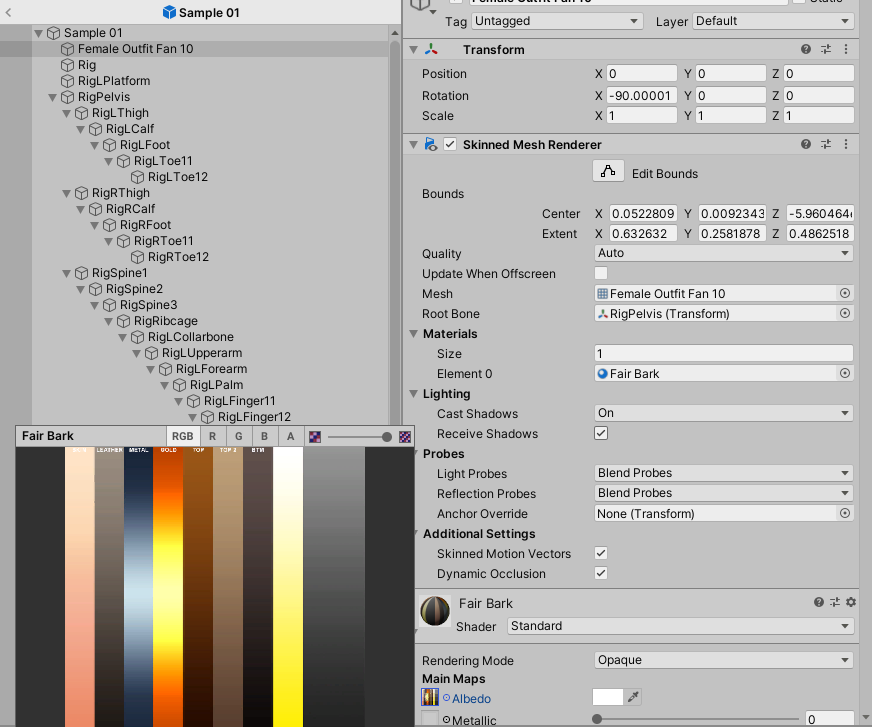 Sample 01
Sample 01
Female Outfit Fan 10
Rig
RigLPlatform
RigPelvis
RigLThigh
RigLCalf
RigLFoot
RigLToe11
RigLToe12
RigRThigh
RigRCalf
RigRFoot
RigRToe11
RigRToe12
RigSpine1
RigSpine2
RigSpine3
RigRibcage
RigLCollarbone
RigLUpperarm
RigLForearm
RigLPalm
RigLFinger11
RigLFinger12
Fair Bark RGB R G B A
LEATHER METAL GOLD TOP TOP 2 BTM
Tag Untagged Layer Default
Transform
Position X 0 Y 0 Z 0
Rotation X -90.00001 Y 0 Z 0
Scale X 1 Y 1 Z 1
Skinned Mesh Renderer
Edit Bounds
Bounds
Center X 0.0522809 Y 0.0092343 Z -5.960464
Extent X 0.632632 Y 0.2581878 Z 0.4862518
Quality Auto
Update When Offscreen
Mesh Female Outfit Fan 10
Root Bone RigPelvis (Transform)
Materials
Size 1
Element 0 Fair Bark
Lighting
Cast Shadows On
Receive Shadows
Probes
Light Probes Blend Probes
Reflection Probes Blend Probes
Anchor Override None (Transform)
Additional Settings
Skinned Motion Vectors
Dynamic Occlusion
Fair Bark
Shader Standard
Rendering Mode Opaque
Main Maps
Albedo
Metallic 0